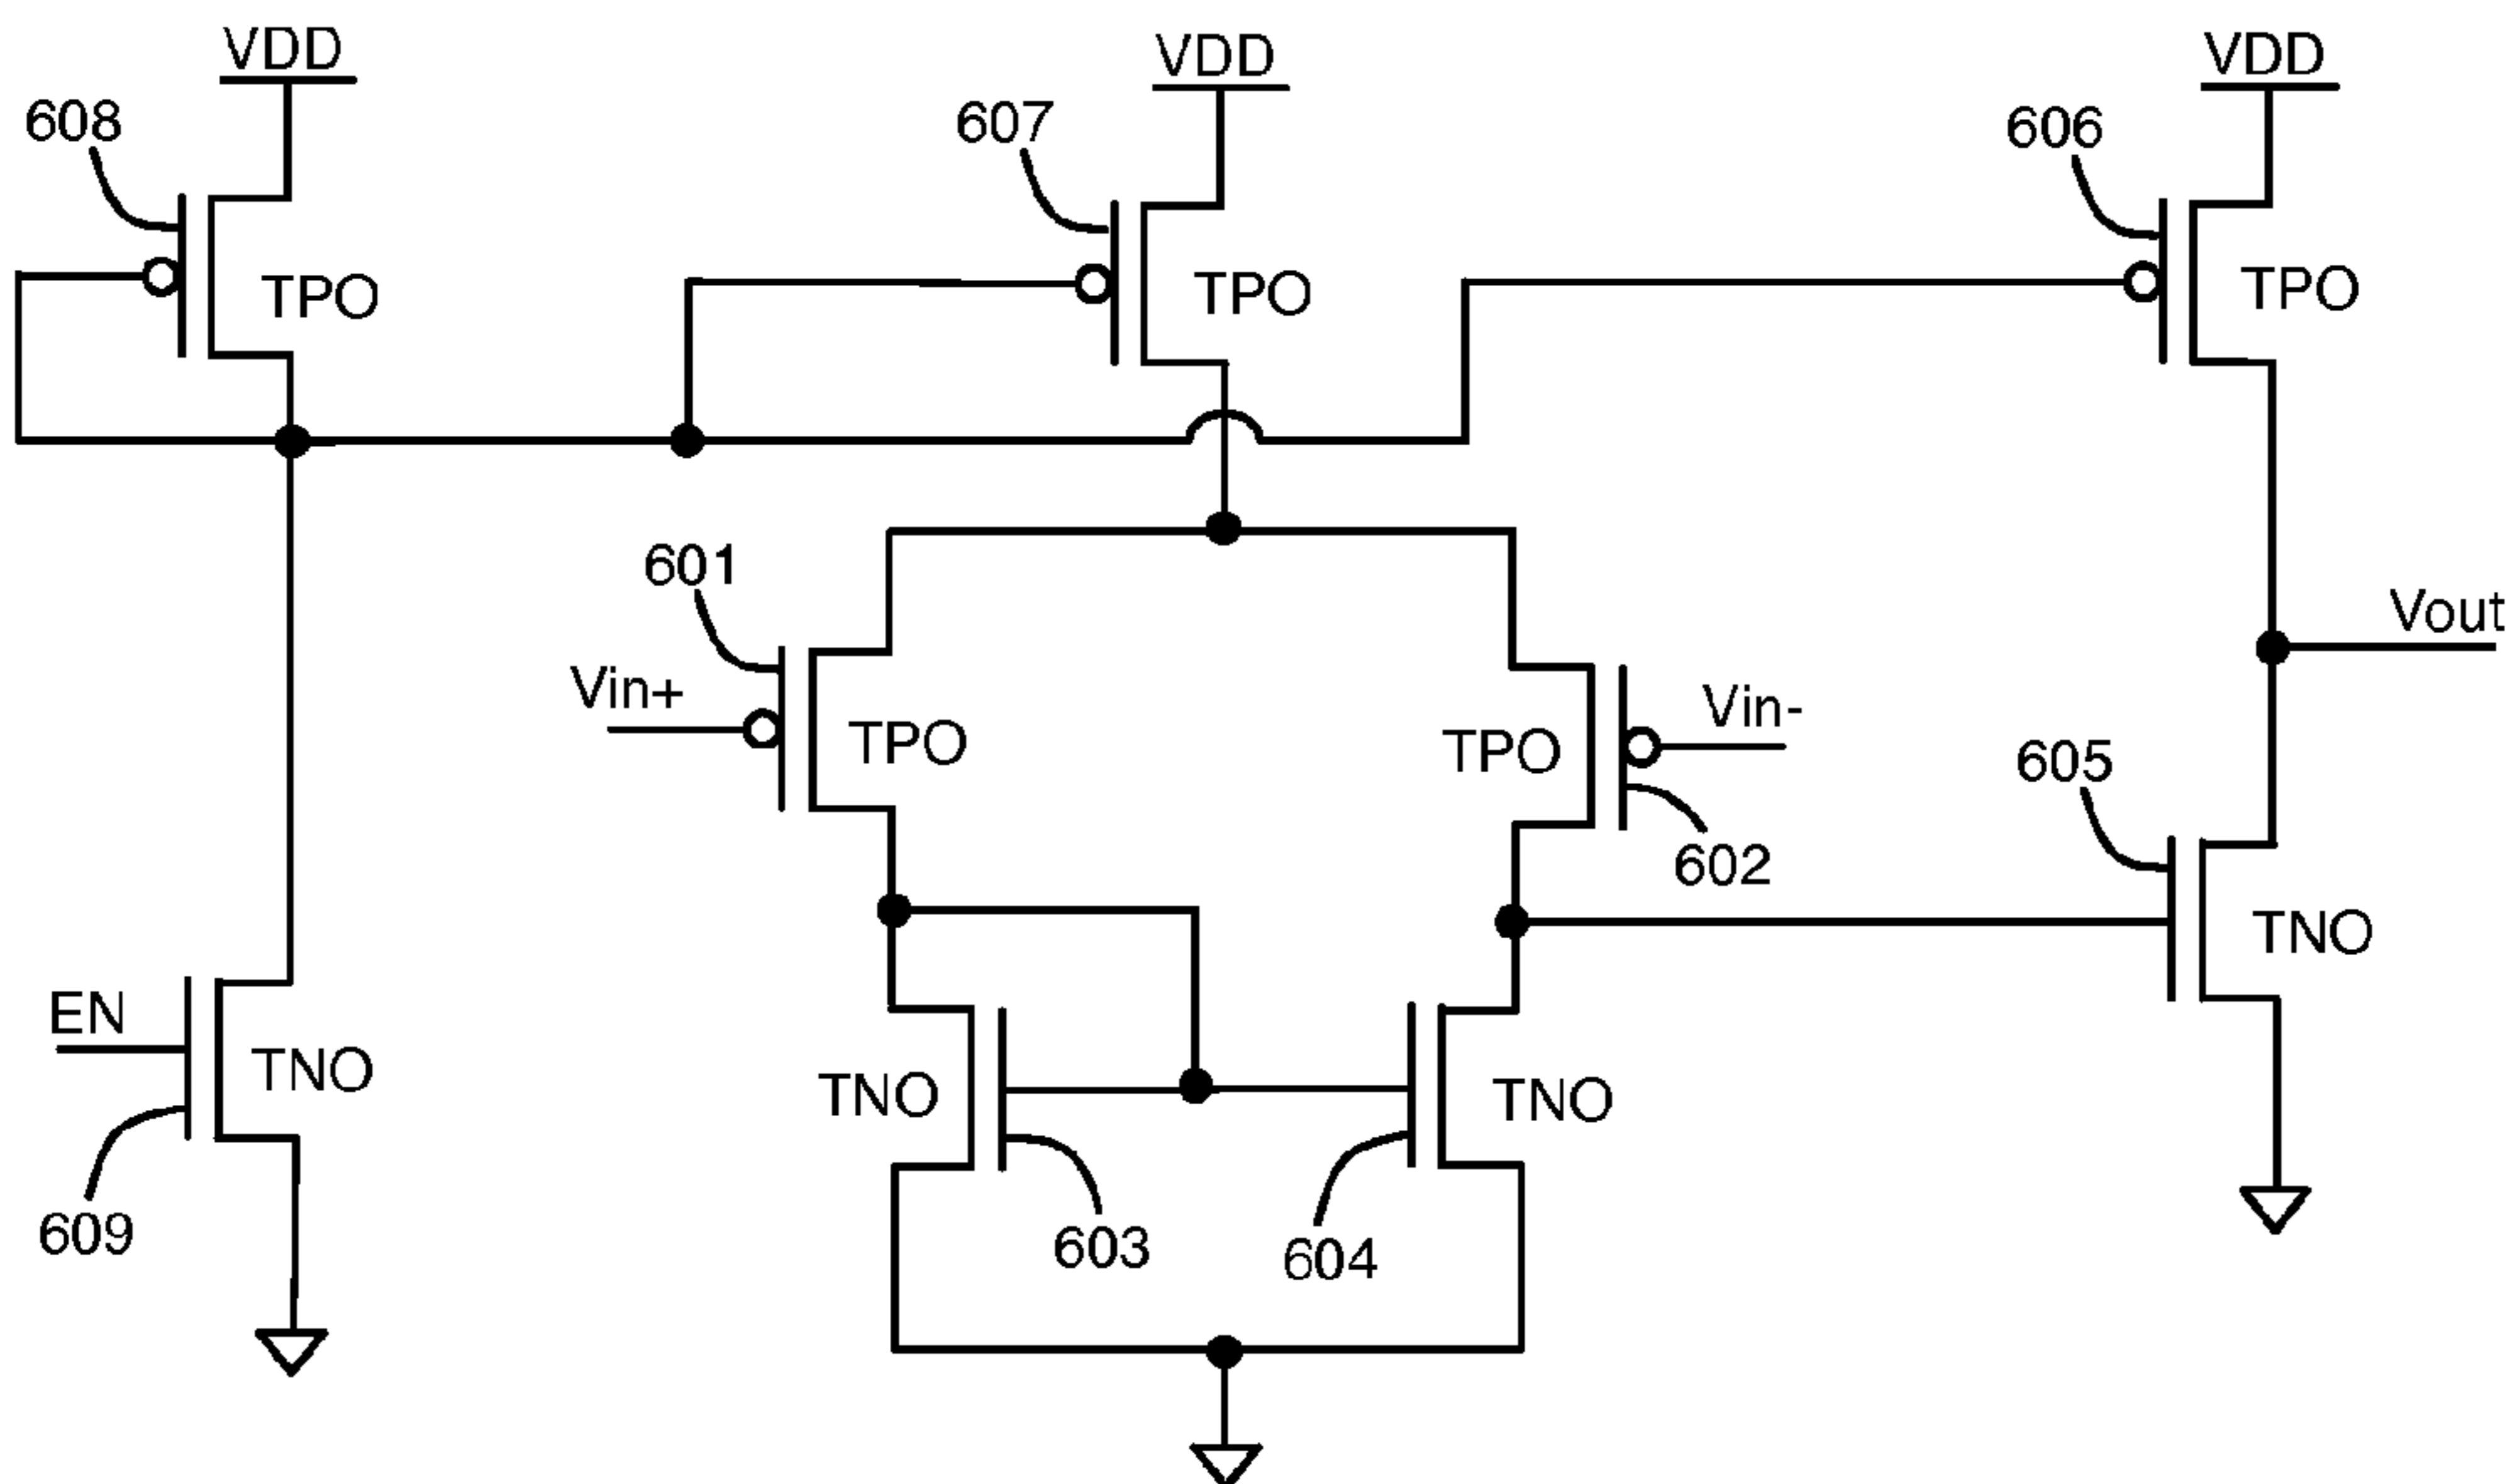 VDD
VDD
VDD
608
607
606
TPO
TPO
TPO
601
Vin+
TPO
TPO
Vin-
602
Vout
605
TNO
EN
TNO
609
TNO
603
TNO
604